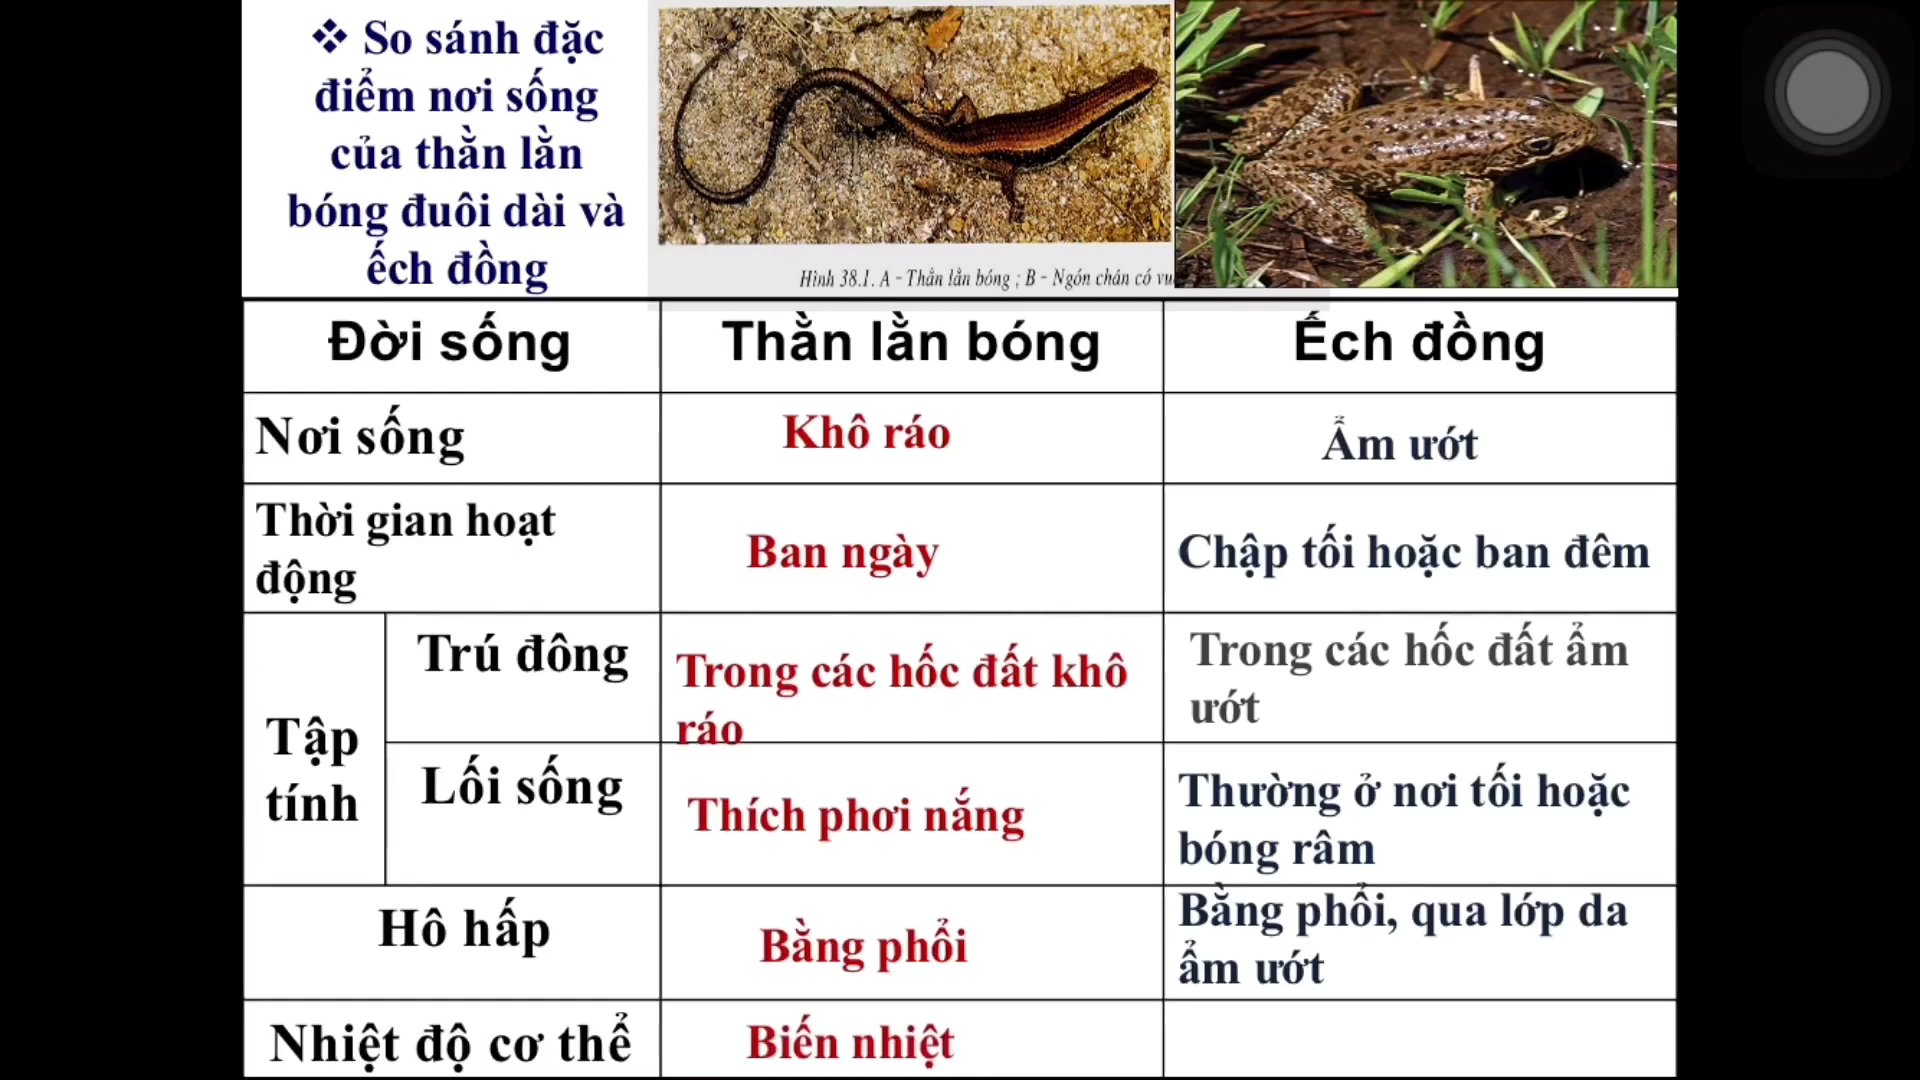 ❖ So sánh đặc
điểm nơi sống
của thằn lằn
bóng đuôi dài và
ếch đồng
Hình 38.1. A - Thằn lằn bóng ; B - Ngón chân có
Đời sống
Thằn lằn bóng
Ếch đồng
Nơi sống
Khô ráo
Ẩm ướt
Thời gian hoạt
động
Ban ngày
Chập tối hoặc ban đêm
Tập
tính
Trú đông
Trong các hốc đất khô
ráo
Trong các hốc đất ẩm
ướt
Lối sống
Thích phơi nắng
Thường ở nơi tối hoặc
bóng râm
Hô hấp
Bằng phổi
Bằng phổi, qua lớp da
ẩm ướt
Nhiệt độ cơ thể
Biến nhiệt